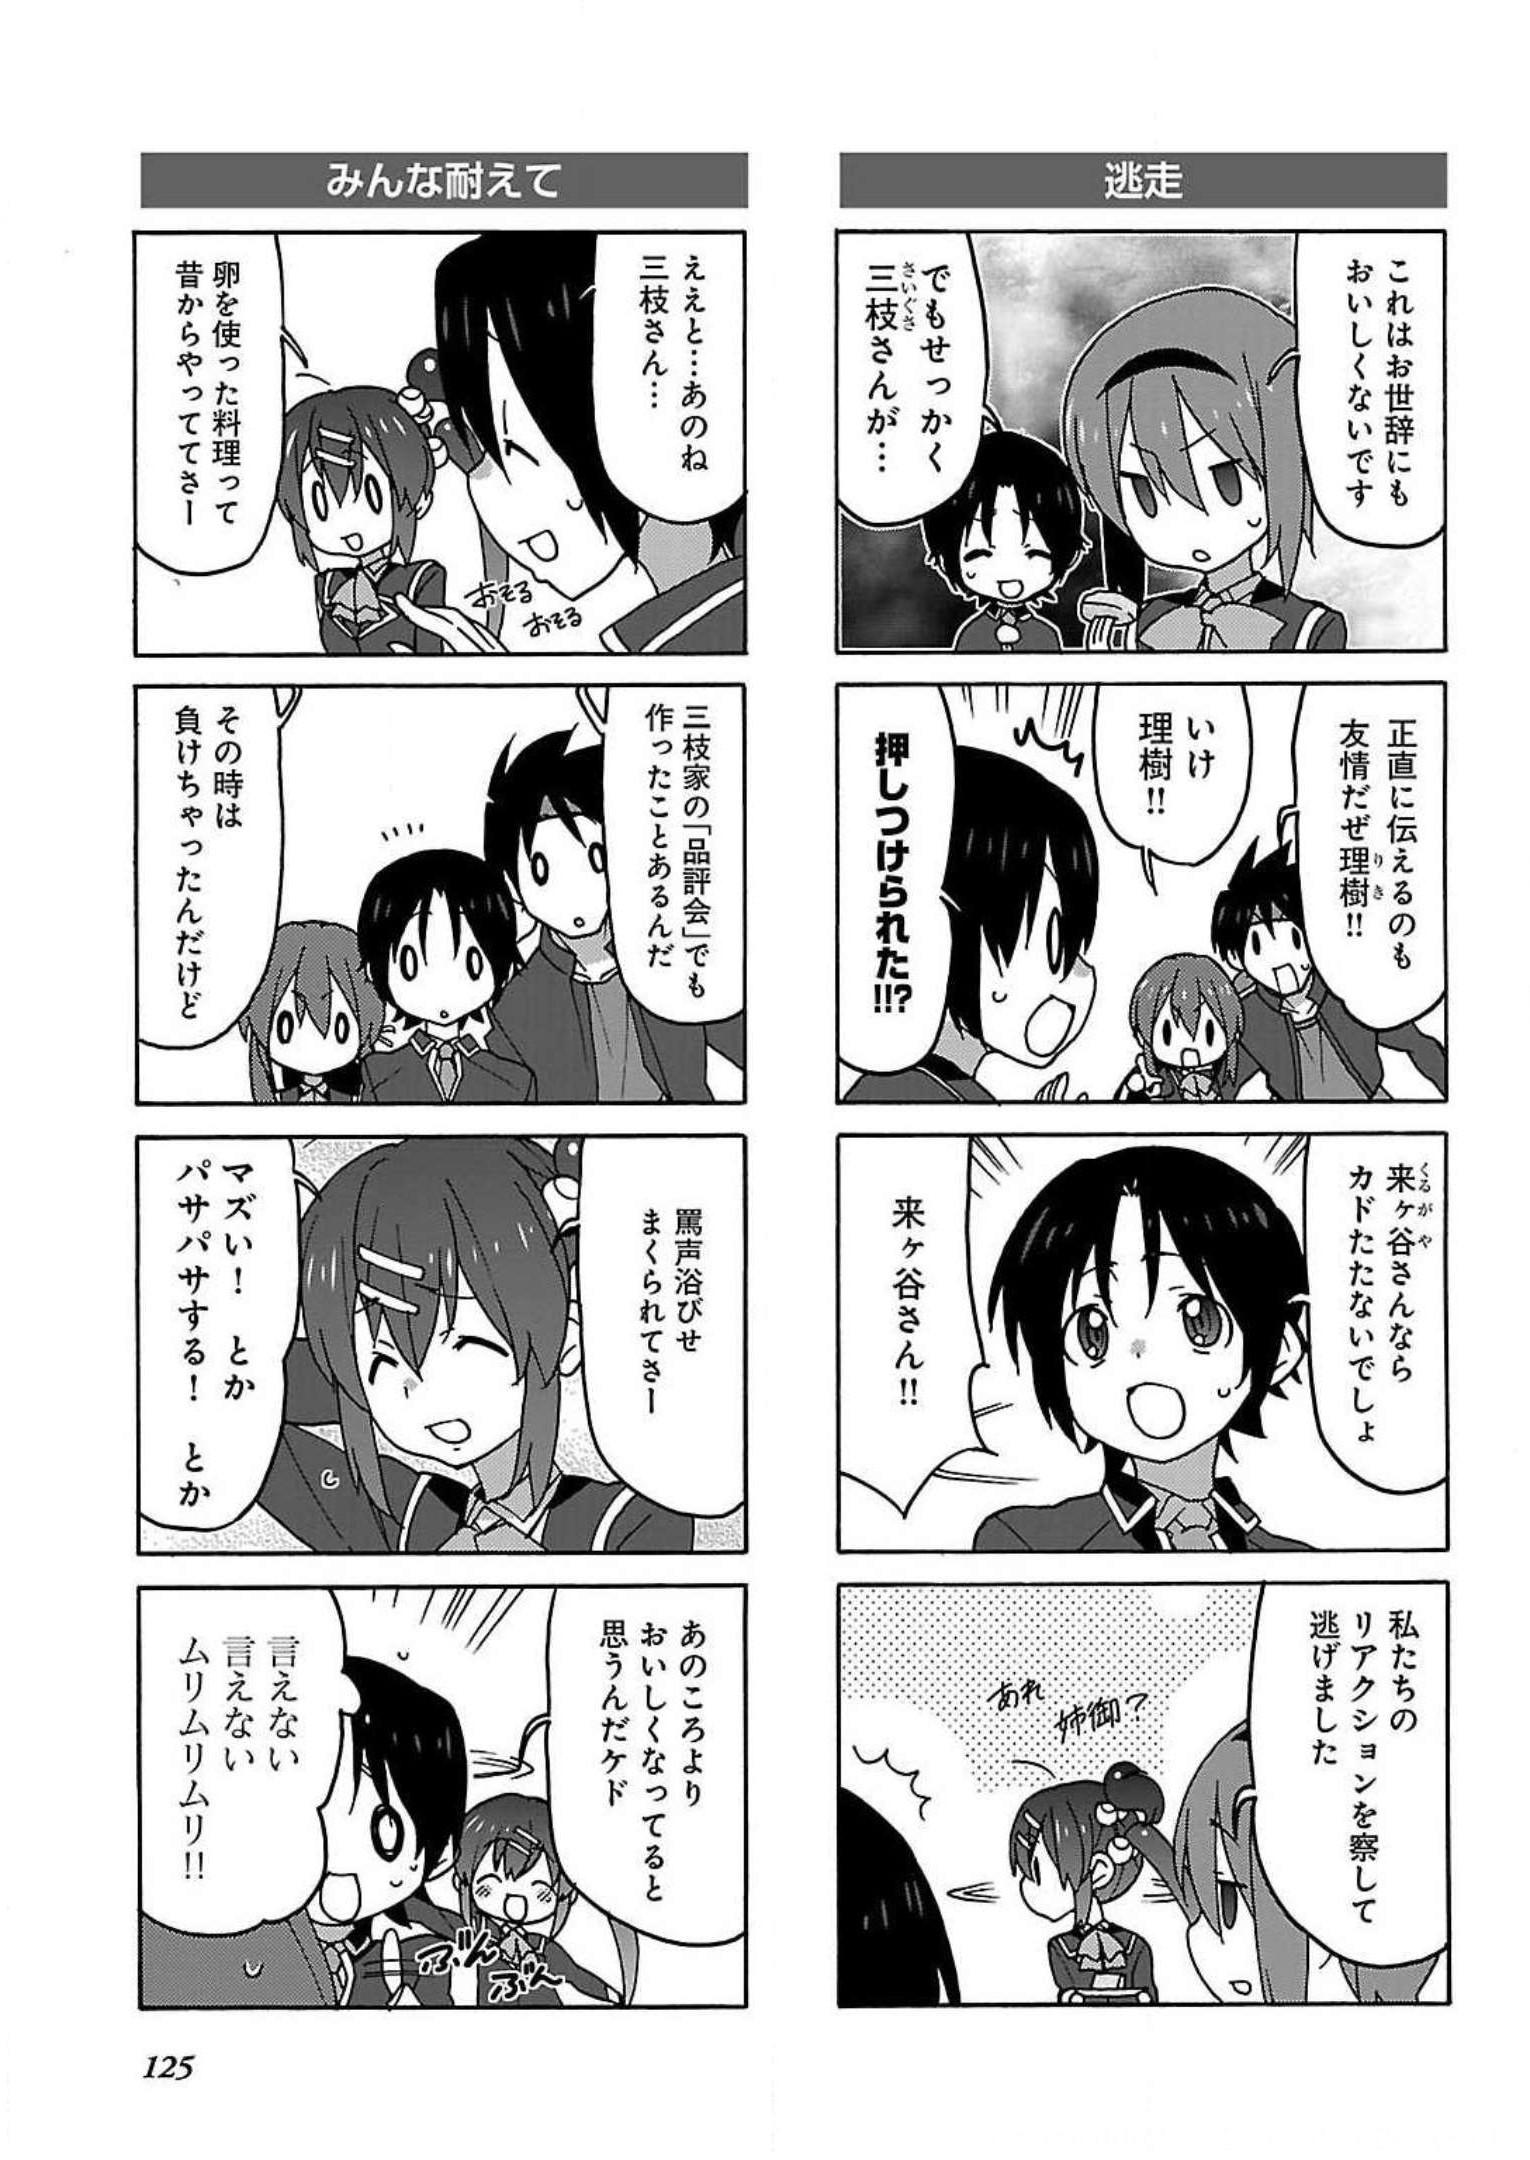 逃走
これはお世辞にも
おいしくないです
でもせっかく
三枝さんが…
さいぐさ
正直に伝えるのも
友情だぜ理樹!!
りき
いけ
理樹!!
押しつけられた!!?
来ヶ谷さんなら
くるがや
カドたたないでしょ
来ヶ谷さん!!
私たちの
リアクションを察して
逃げました
あれ
姉御?
みんな耐えて
ええと…あのね
三枝さん…
おそる
おそる
卵を使った料理って
昔からやっててさー
三枝家の「品評会」でも
作ったことあるんだ
その時は
負けちゃったんだけど
罵声浴びせ
まくられてさー
マズい! とか
パサパサする! とか
あのころより
おいしくなってると
思うんだケド
ぶん
ぶん
言えない
言えない
ムリムリムリ!!
125